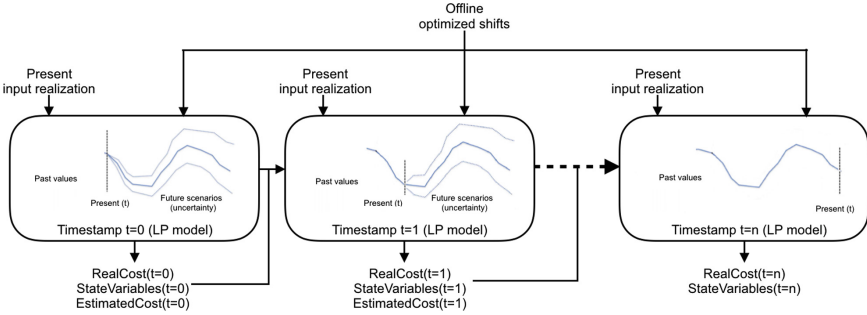 Offline
optimized shifts
Present
input realization
Present
input realization
Present
input realization
Past values
Present (t)
Future scenarios
(uncertainty)
Timestamp t=0 (LP model)
Past values
Present (t)
Future scenarios
(uncertainty)
Timestamp t=1 (LP model)
Past values
Present (t)
Timestamp t=n (LP model)
RealCost(t=0)
StateVariables(t=0)
EstimatedCost(t=0)
RealCost(t=1)
StateVariables(t=1)
EstimatedCost(t=1)
RealCost(t=n)
StateVariables(t=n)